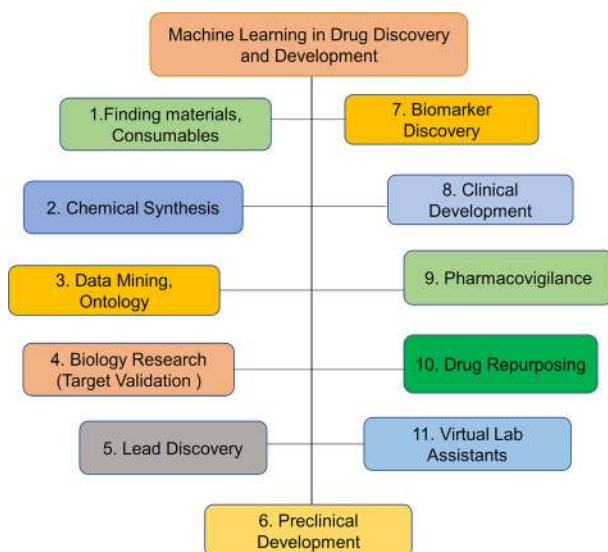 Machine Learning in Drug Discovery
and Development
1.Finding materials,
Consumables
2. Chemical Synthesis
3. Data Mining,
Ontology
4. Biology Research
(Target Validation )
5. Lead Discovery
6. Preclinical
Development
7. Biomarker
Discovery
8. Clinical
Development
9. Pharmacovigilance
10. Drug Repurposing
11. Virtual Lab
Assistants